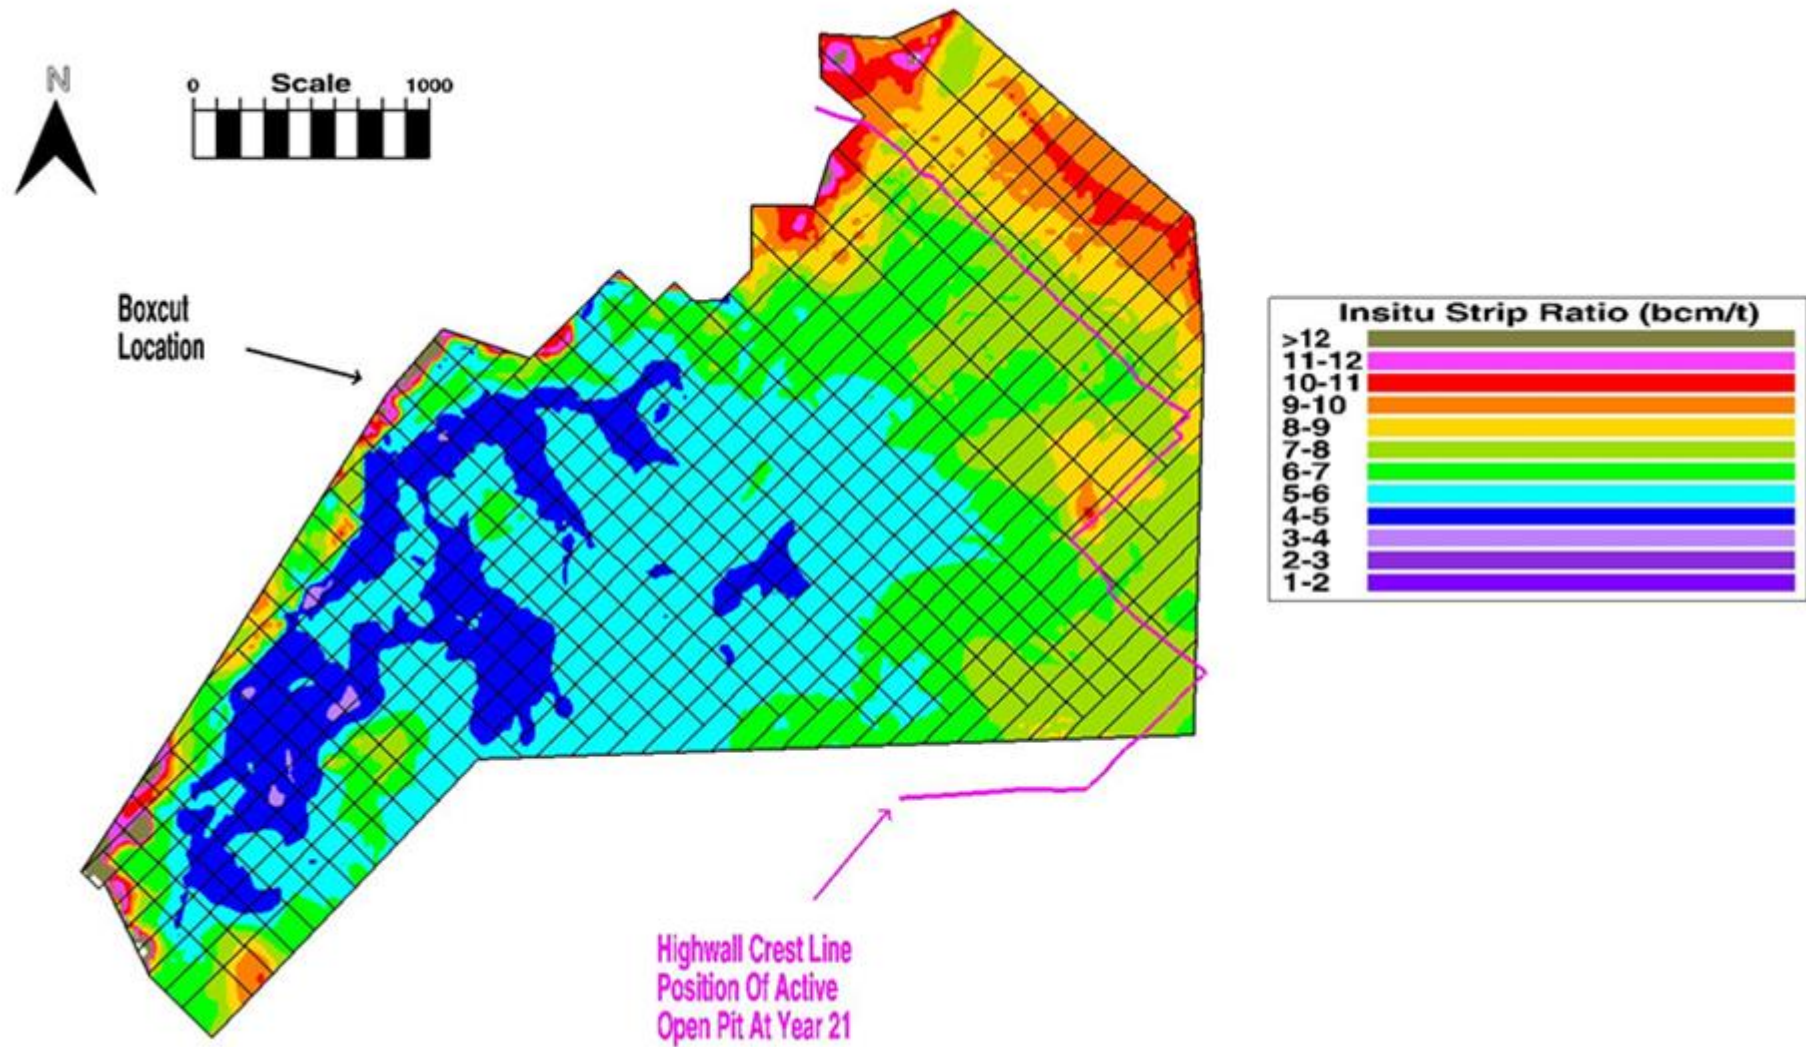 N
0 Scale 1000
Boxcut
Location
Insitu Strip Ratio (bcm/t)
>12
11-12
10-11
9-10
8-9
7-8
6-7
5-6
4-5
3-4
2-3
1-2
Highwall Crest Line
Position Of Active
Open Pit At Year 21